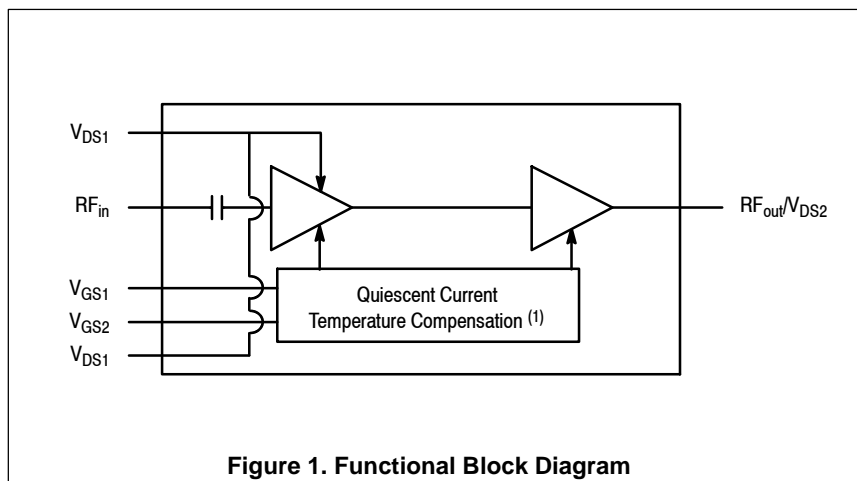 V_DS1
RF_in
RF_out/V_DS2
V_GS1
V_GS2
V_DS1
Quiescent Current
Temperature Compensation (1)
Figure 1. Functional Block Diagram